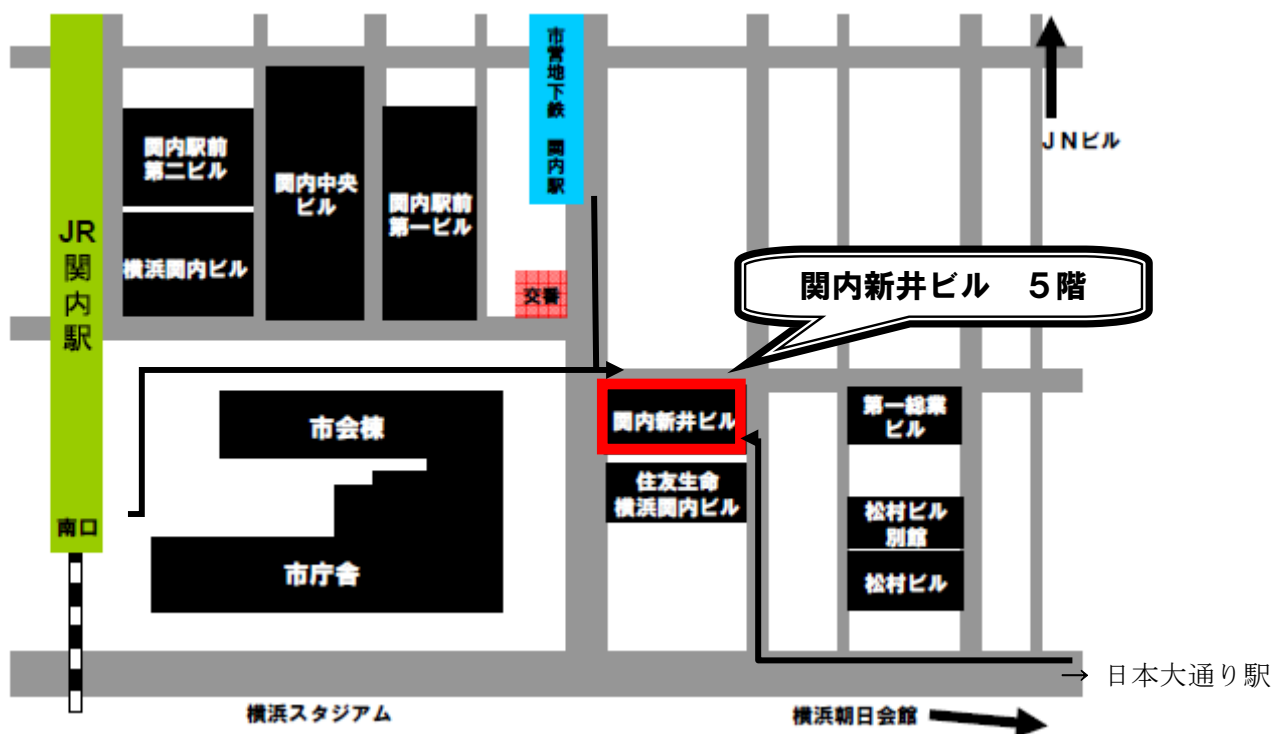 市営地下鉄 関内駅
JNビル
関内駅前
第二ビル
関内中央
ビル
関内駅前
第一ビル
JR
関
内
駅
横浜関内ビル
交番
関内新井ビル 5階
市会棟
関内新井ビル
第一総業
ビル
住友生命
横浜関内ビル
松村ビル
別館
南口
市庁舎
松村ビル
→ 日本大通り駅
横浜スタジアム
横浜朝日会館